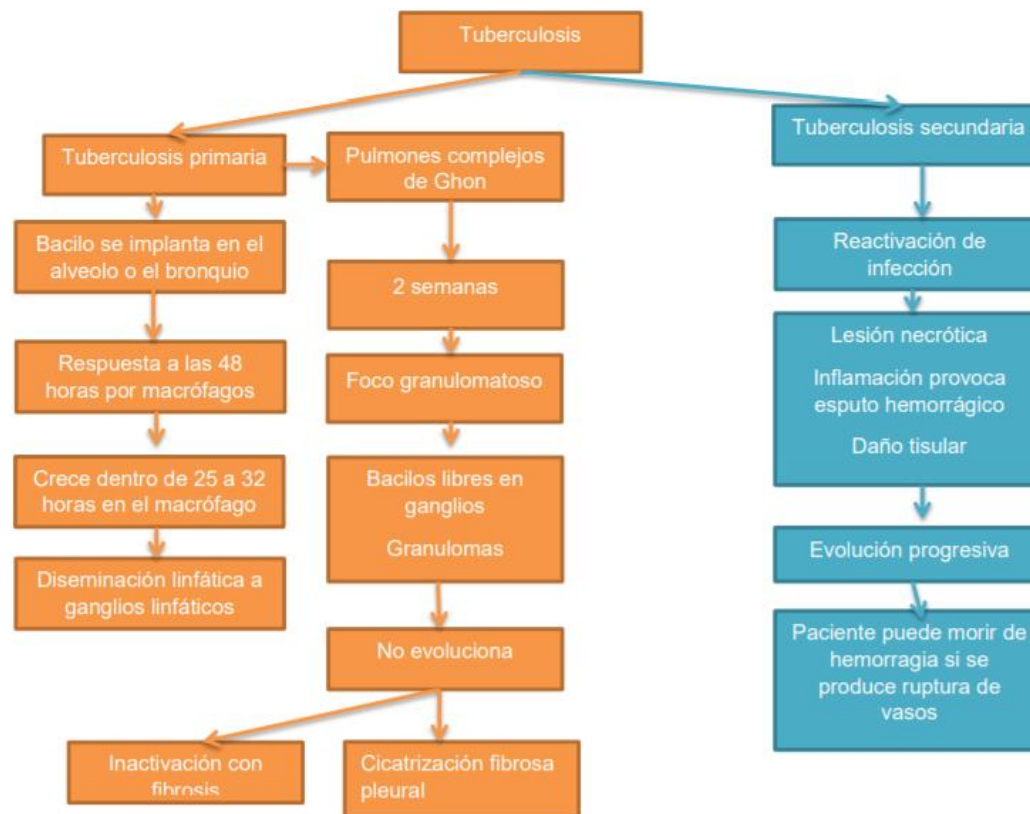 Tuberculosis
Tuberculosis primaria
Pulmones complejos
de Ghon
Bacilo se implanta en el
alveolo o el bronquio
2 semanas
Respuesta a las 48
horas por macrófagos
Foco granulomatoso
Crece dentro de 25 a 32
horas en el macrófago
Bacilos libres en
ganglios
Granulomas
Diseminación linfática a
ganglios linfáticos
No evoluciona
Inactivación con
fibrosis
Cicatrización fibrosa
pleural
Tuberculosis secundaria
Reactivación de
infección
Lesión necrótica
Inflamación provoca
esputo hemorrágico
Daño tisular
Evolución progresiva
Paciente puede morir de
hemorragia si se
produce ruptura de
vasos